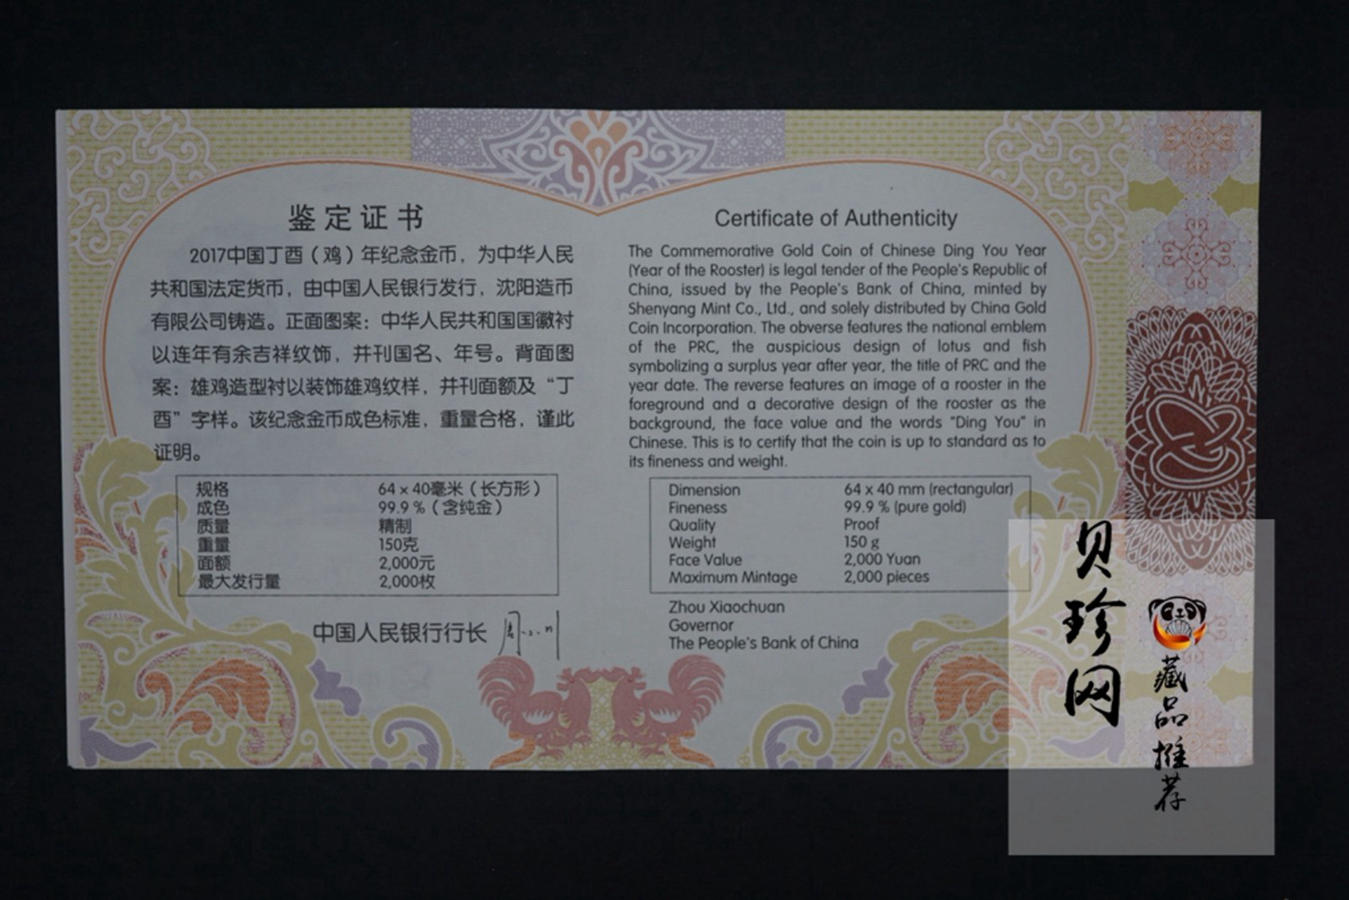 鉴定证书
2017中国丁酉（鸡）年纪念金币，为中华人民
共和国法定货币，由中国人民银行发行，沈阳造币
有限公司铸造。正面图案：中华人民共和国国徽衬
以连年有余吉祥纹饰，并刊国名、年号。背面图
案：雄鸡造型衬以装饰雄鸡纹样，并刊面额及“丁
酉”字样。该纪念金币成色标准，重量合格，谨此
证明。
规格 64×40毫米（长方形）
成色 99.9％（含纯金）
质量 精制
重量 150克
面额 2,000元
最大发行量 2,000枚
中国人民银行行长
Certificate of Authenticity
The Commemorative Gold Coin of Chinese Ding You Year
(Year of the Rooster) is legal tender of the People's Republic of
China, issued by the People's Bank of China, minted by
Shenyang Mint Co., Ltd., and solely distributed by China Gold
Coin Incorporation. The obverse features the national emblem
of the PRC, the auspicious design of lotus and fish
symbolizing a surplus year after year, the title of PRC and the
year date. The reverse features an image of a rooster in the
foreground and a decorative design of the rooster as the
background, the face value and the words "Ding You" in
Chinese. This is to certify that the coin is up to standard as to
its fineness and weight.
Dimension 64 x 40 mm (rectangular)
Fineness 99.9 % (pure gold)
Quality Proof
Weight 150 g
Face Value 2,000 Yuan
Maximum Mintage 2,000 pieces
Zhou Xiaochuan
Governor
The People's Bank of China
贝珍网
藏品推荐